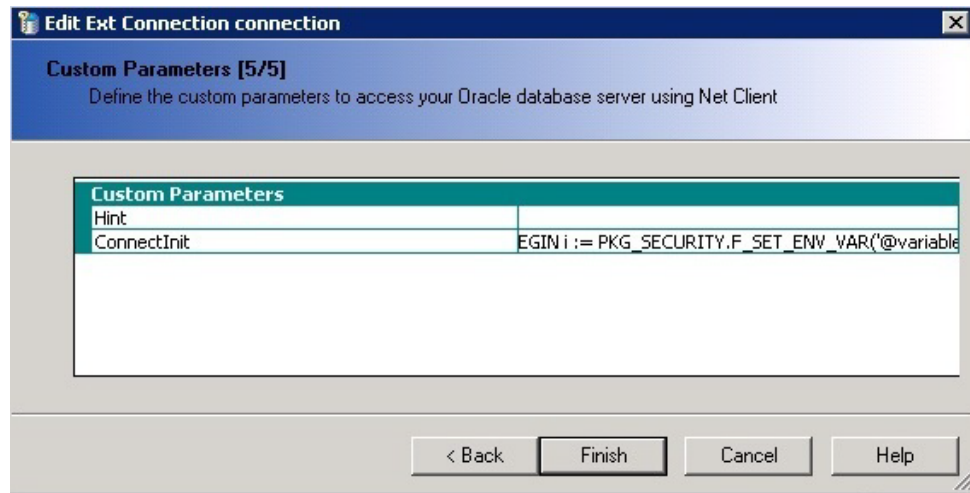 Edit Ext Connection connection
Custom Parameters [5/5]
Define the custom parameters to access your Oracle database server using Net Client
Custom Parameters
Hint
ConnectInit EGIN i := PKG_SECURITY.F_SET_ENV_VAR('@variable
< Back Finish Cancel Help